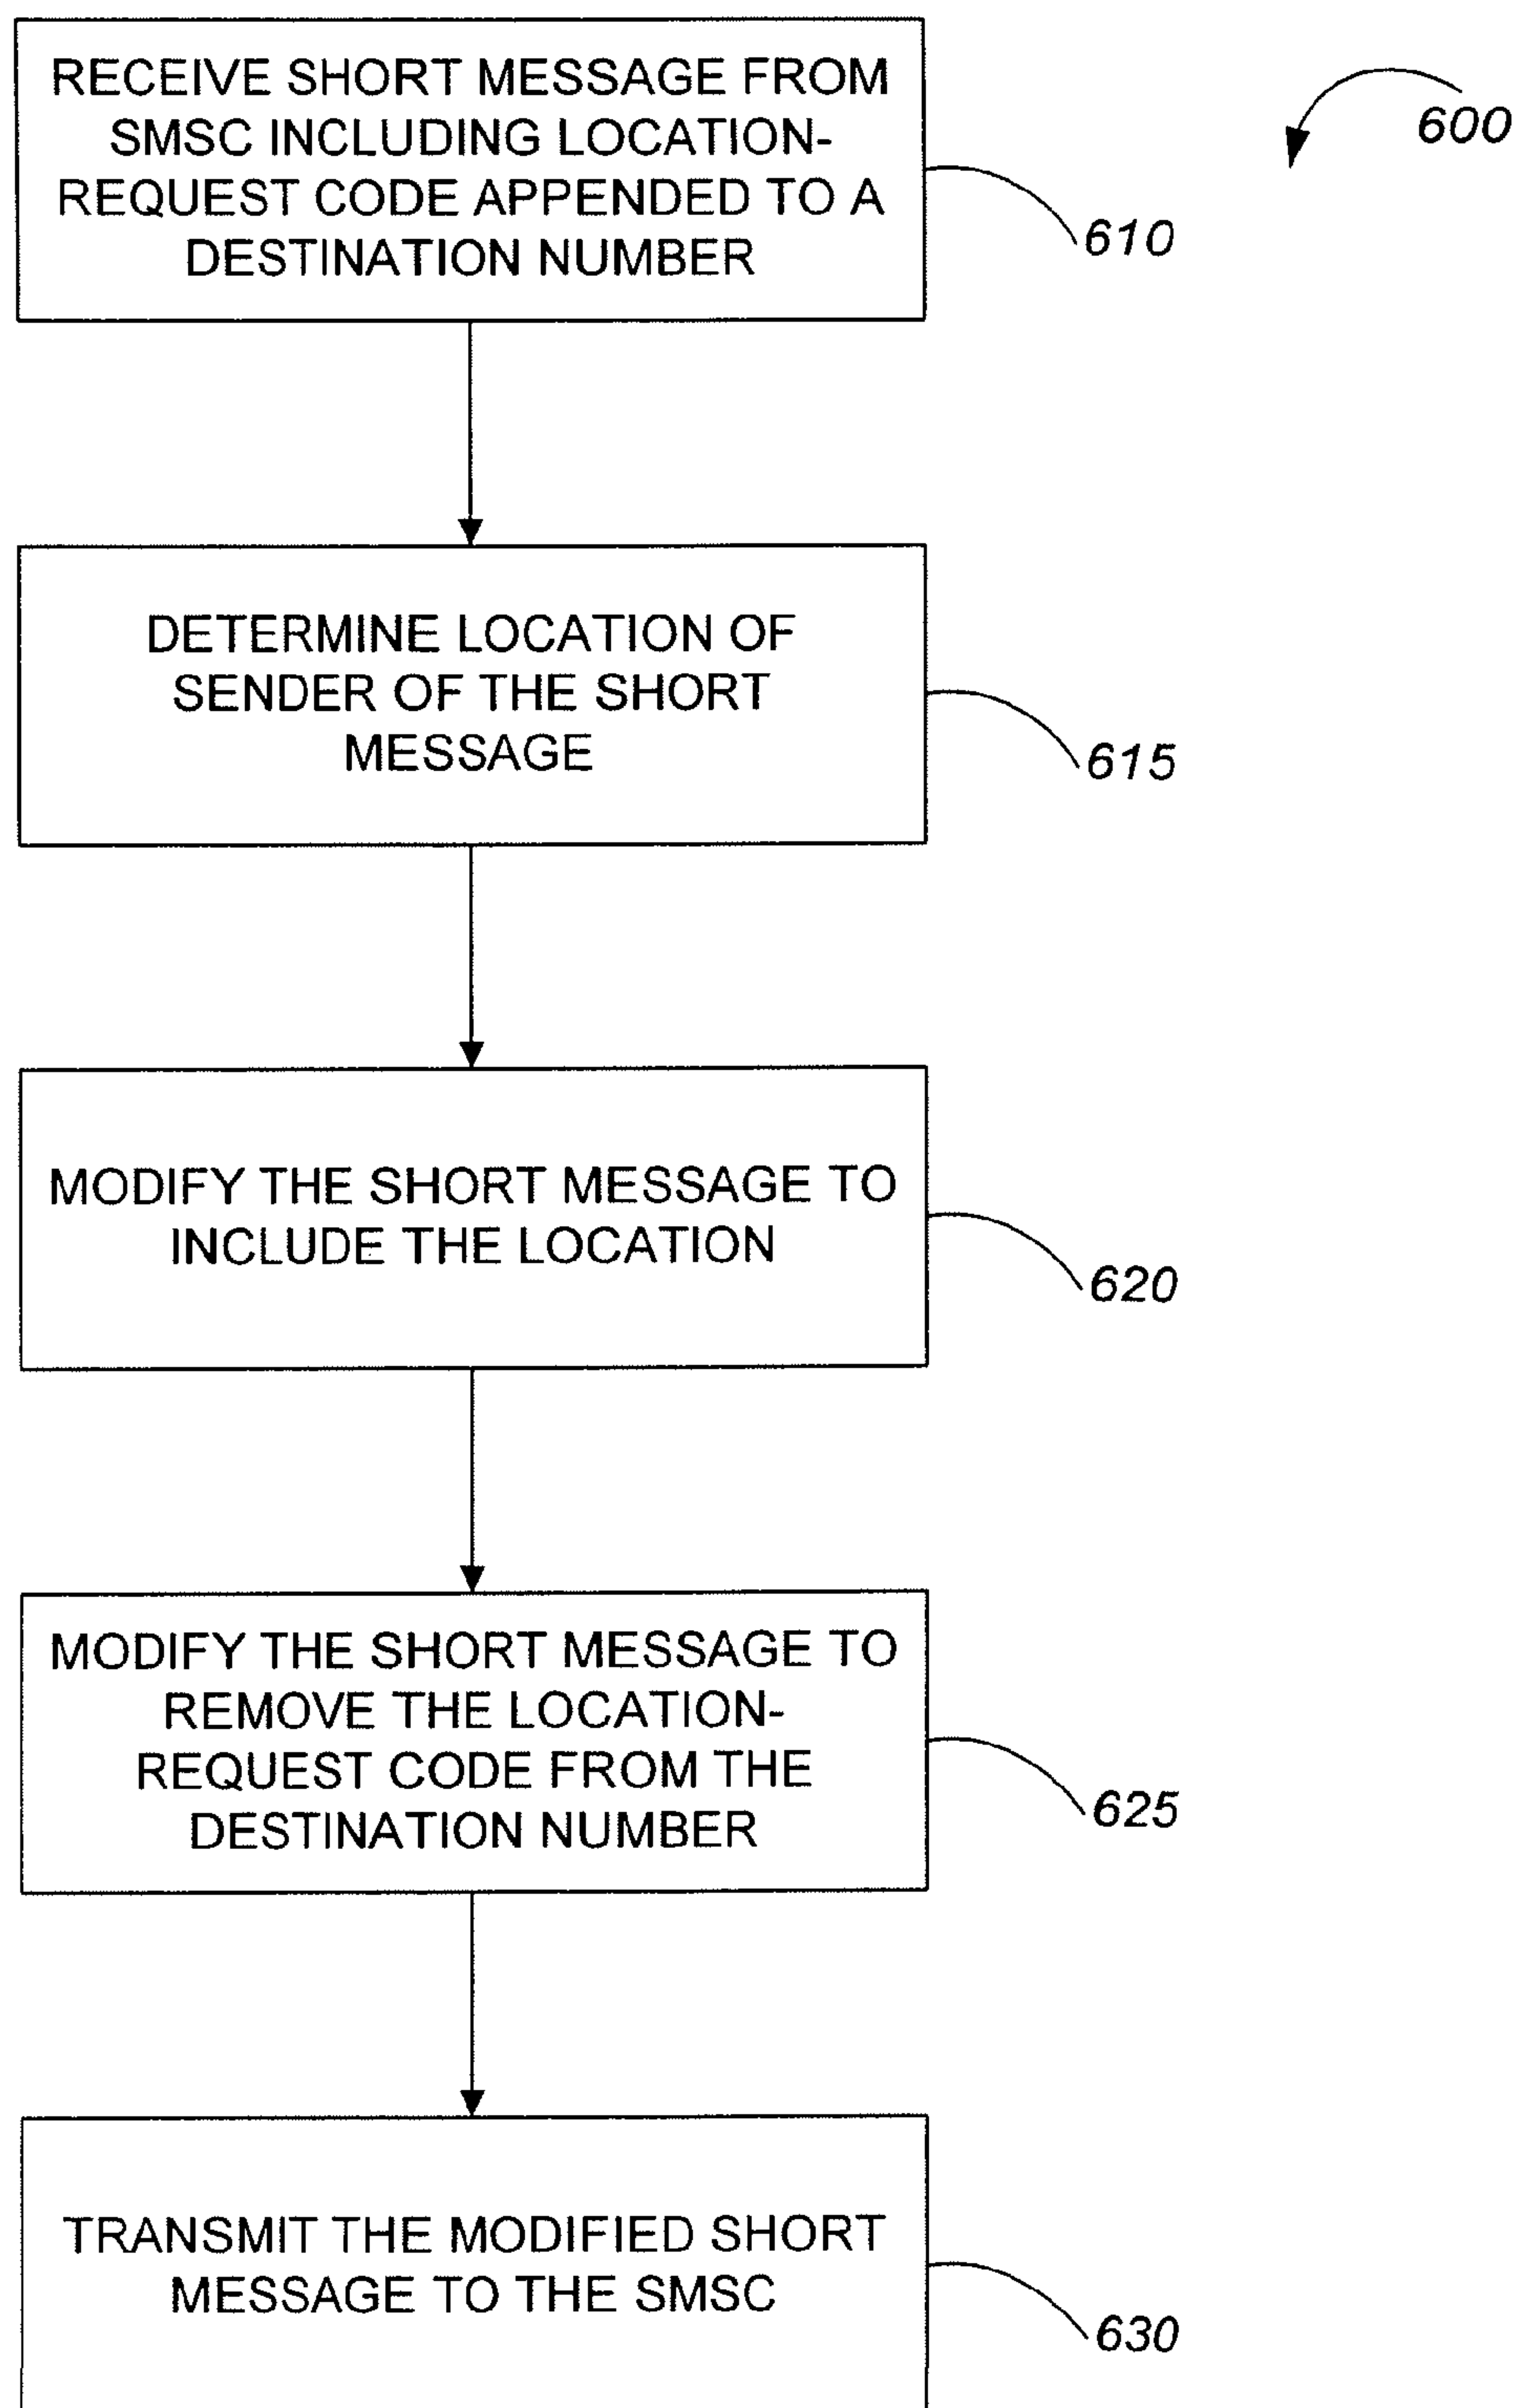 RECEIVE SHORT MESSAGE FROM
SMSC INCLUDING LOCATION-
REQUEST CODE APPENDED TO A
DESTINATION NUMBER
600
610
DETERMINE LOCATION OF
SENDER OF THE SHORT
MESSAGE
615
MODIFY THE SHORT MESSAGE TO
INCLUDE THE LOCATION
620
MODIFY THE SHORT MESSAGE TO
REMOVE THE LOCATION-
REQUEST CODE FROM THE
DESTINATION NUMBER
625
TRANSMIT THE MODIFIED SHORT
MESSAGE TO THE SMSC
630